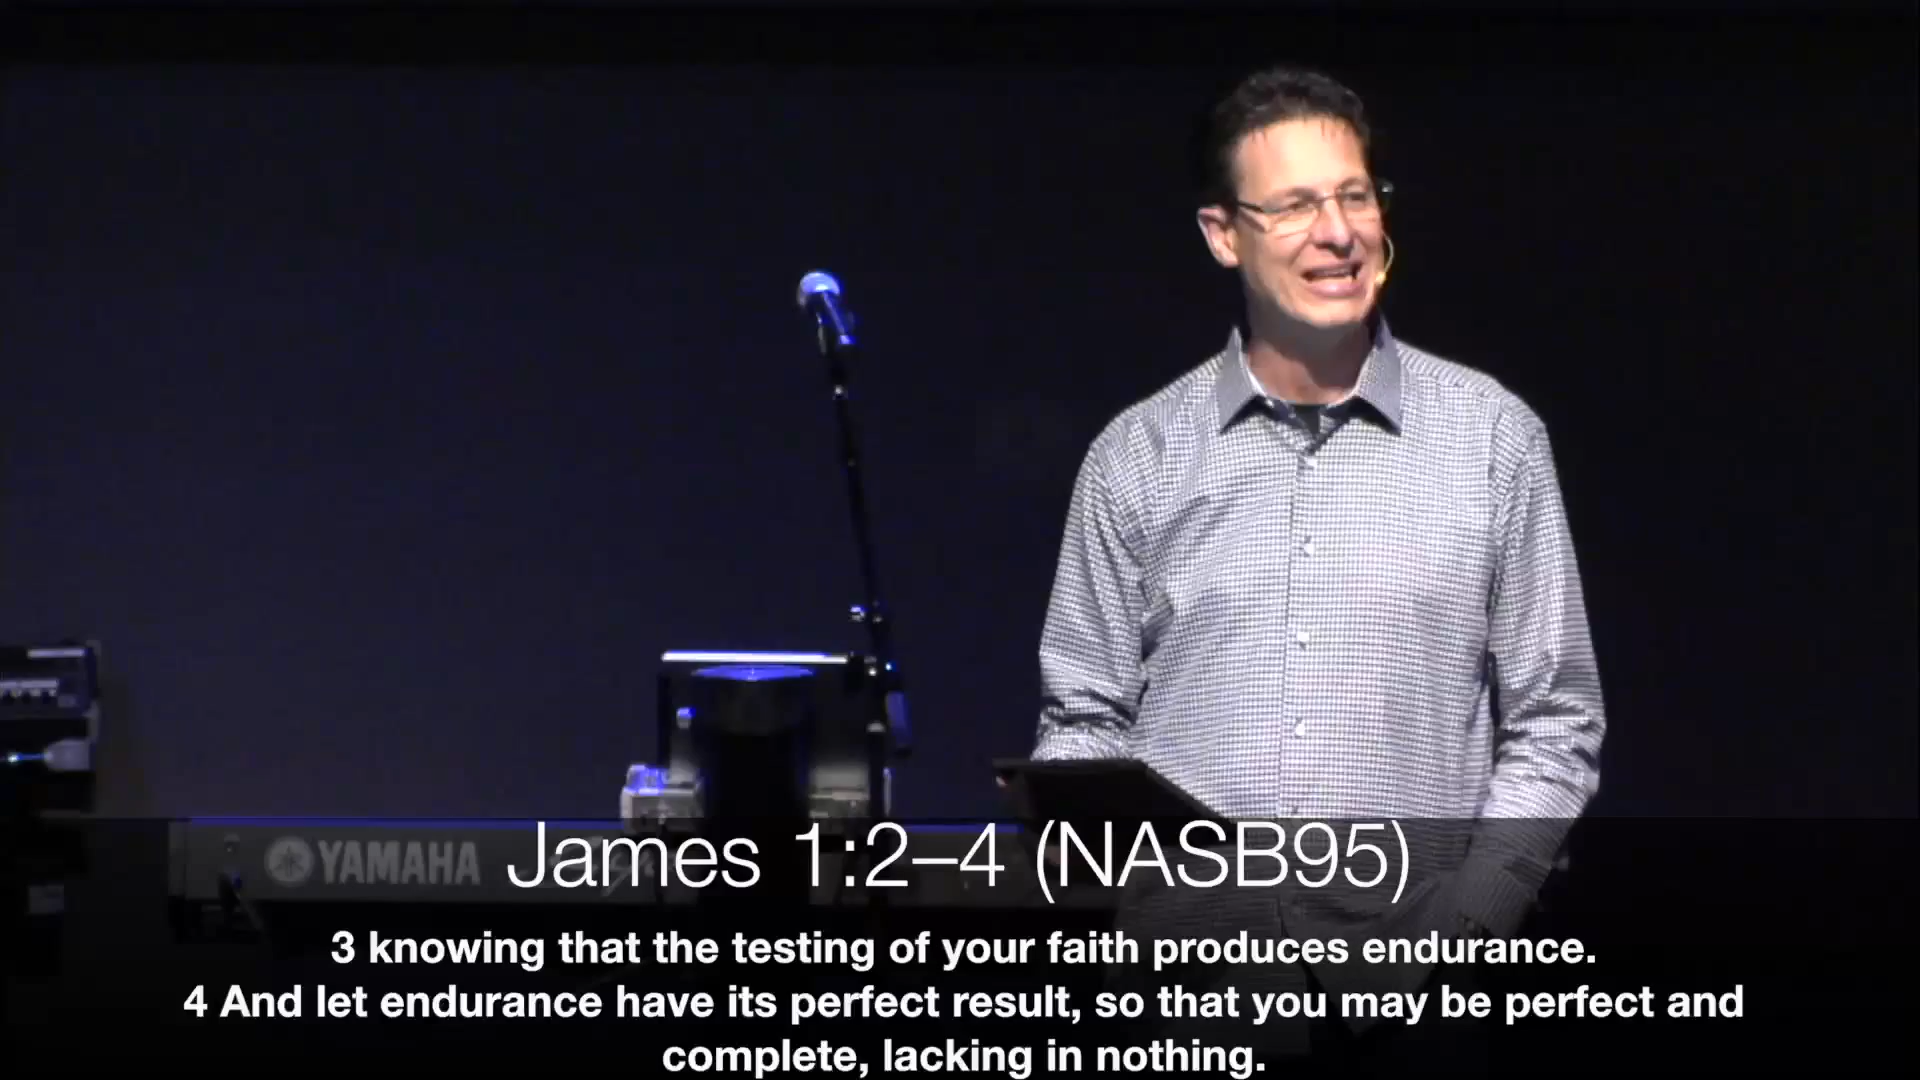 YAMAHA
James 1:2–4 (NASB95)
3 knowing that the testing of your faith produces endurance.
4 And let endurance have its perfect result, so that you may be perfect and
complete, lacking in nothing.